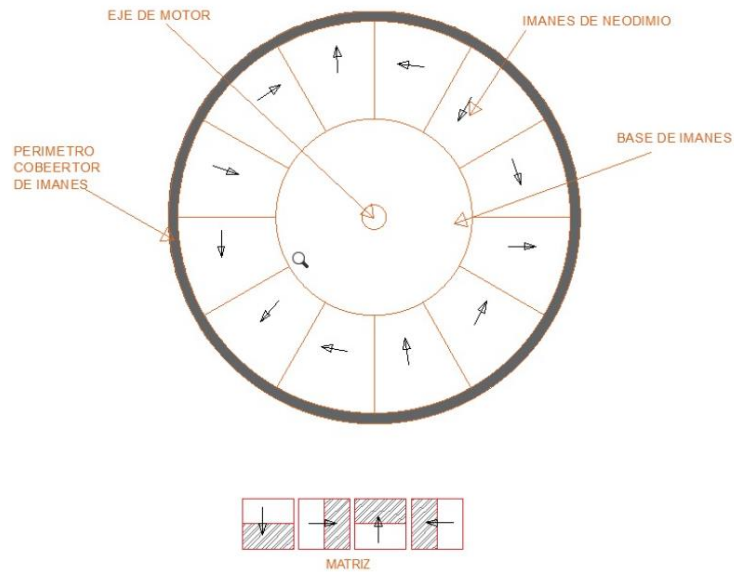 EJE DE MOTOR
IMANES DE NEODIMIO
BASE DE IMANES
PERIMETRO
COBEERTOR
DE IMANES
MATRIZ